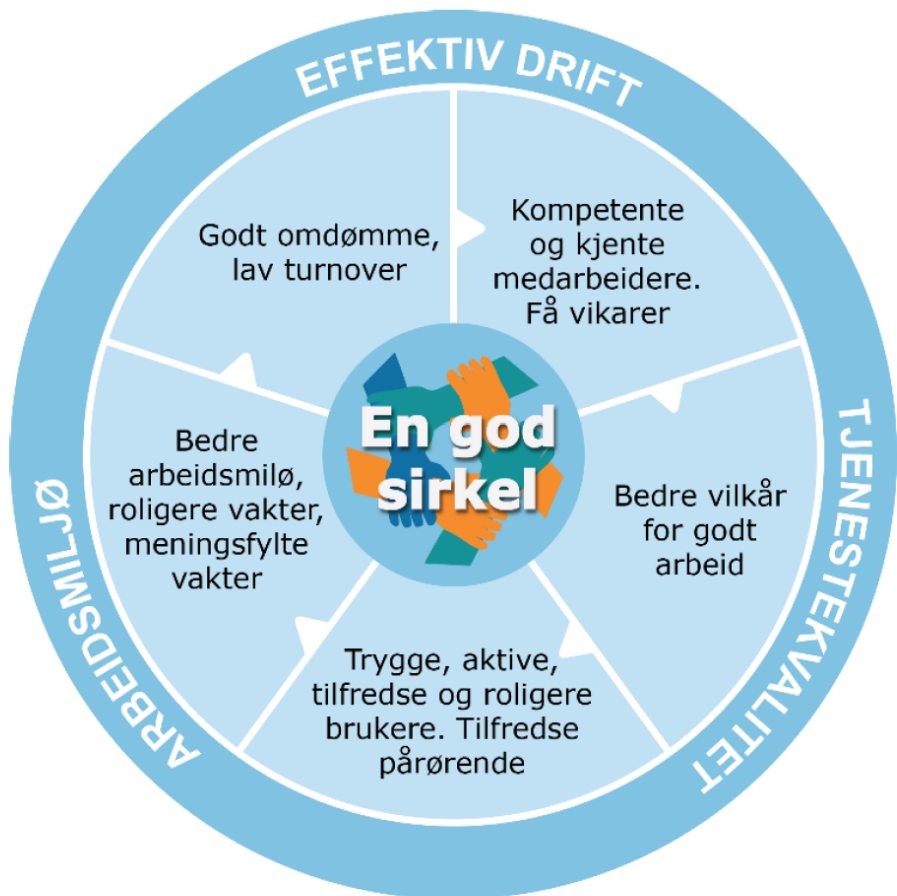 EFFEKTIV DRIFT
Kompetente
og kjente
medarbeidere.
Få vikarer
TJENESTEKVALITET
Bedre vilkår
for godt
arbeid
Trygge, aktive,
tilfredse og roligere
brukere. Tilfredse
pårørende
ARBEIDSMILJØ
Bedre
arbeidsmilø,
roligere vakter,
meningsfylte
vakter
Godt omdømme,
lav turnover
En god
sirkel